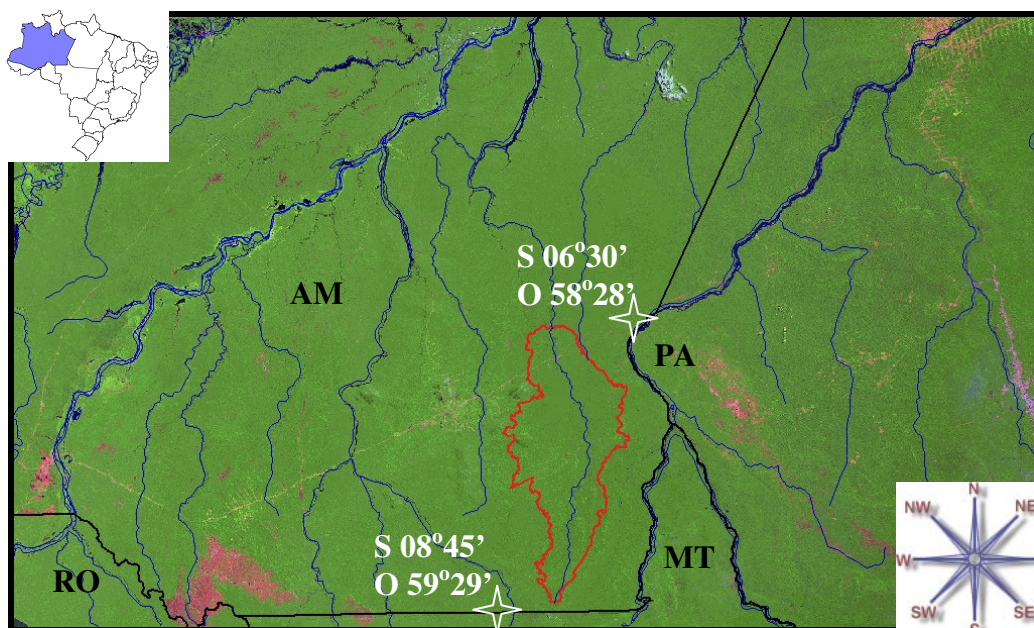 S 06°30’
O 58°28’
AM
PA
S 08°45’
O 59°29’
RO
MT
N
NW
NE
W
SW
SE